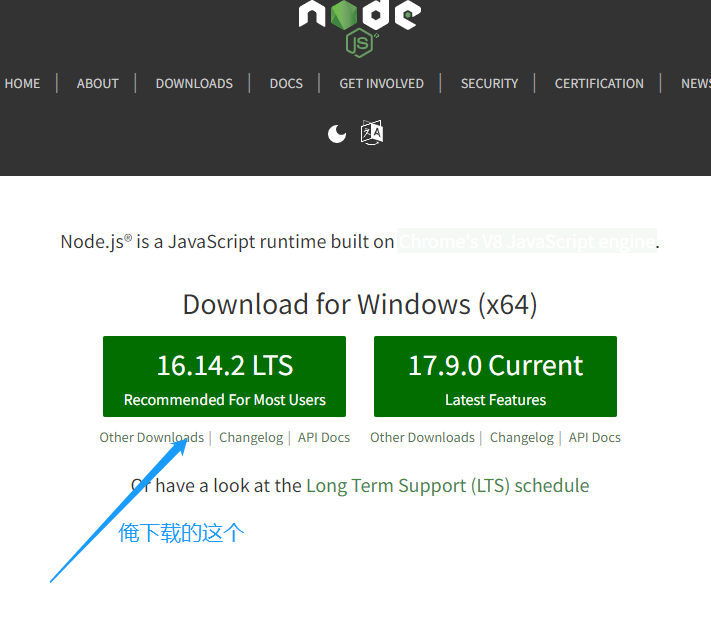 node
JS
HOME | ABOUT | DOWNLOADS | DOCS | GET INVOLVED | SECURITY | CERTIFICATION | NEWS
Node.js® is a JavaScript runtime built on Chrome's V8 JavaScript engine.
Download for Windows (x64)
16.14.2 LTS 17.9.0 Current
Recommended For Most Users Latest Features
Other Downloads | Changelog | API Docs Other Downloads | Changelog | API Docs
Or have a look at the Long Term Support (LTS) schedule
俺下载的这个